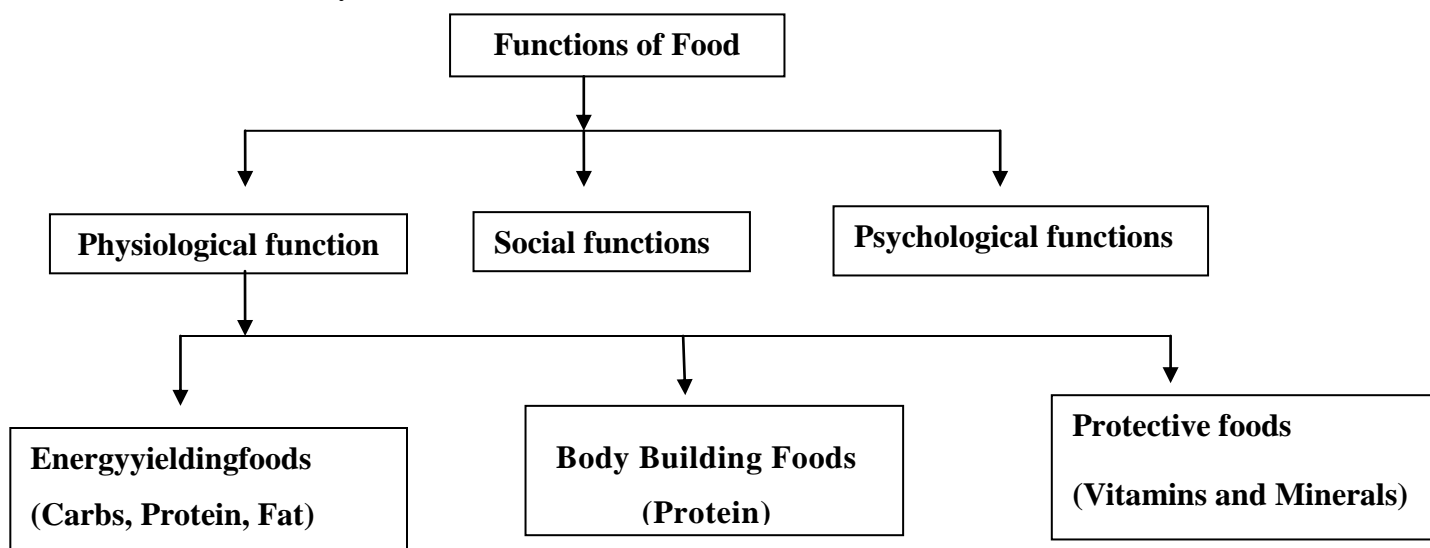 Functions of Food
Physiological function
Social functions
Psychological functions
Energyyieldingfoods
(Carbs, Protein, Fat)
Body Building Foods
(Protein)
Protective foods
(Vitamins and Minerals)